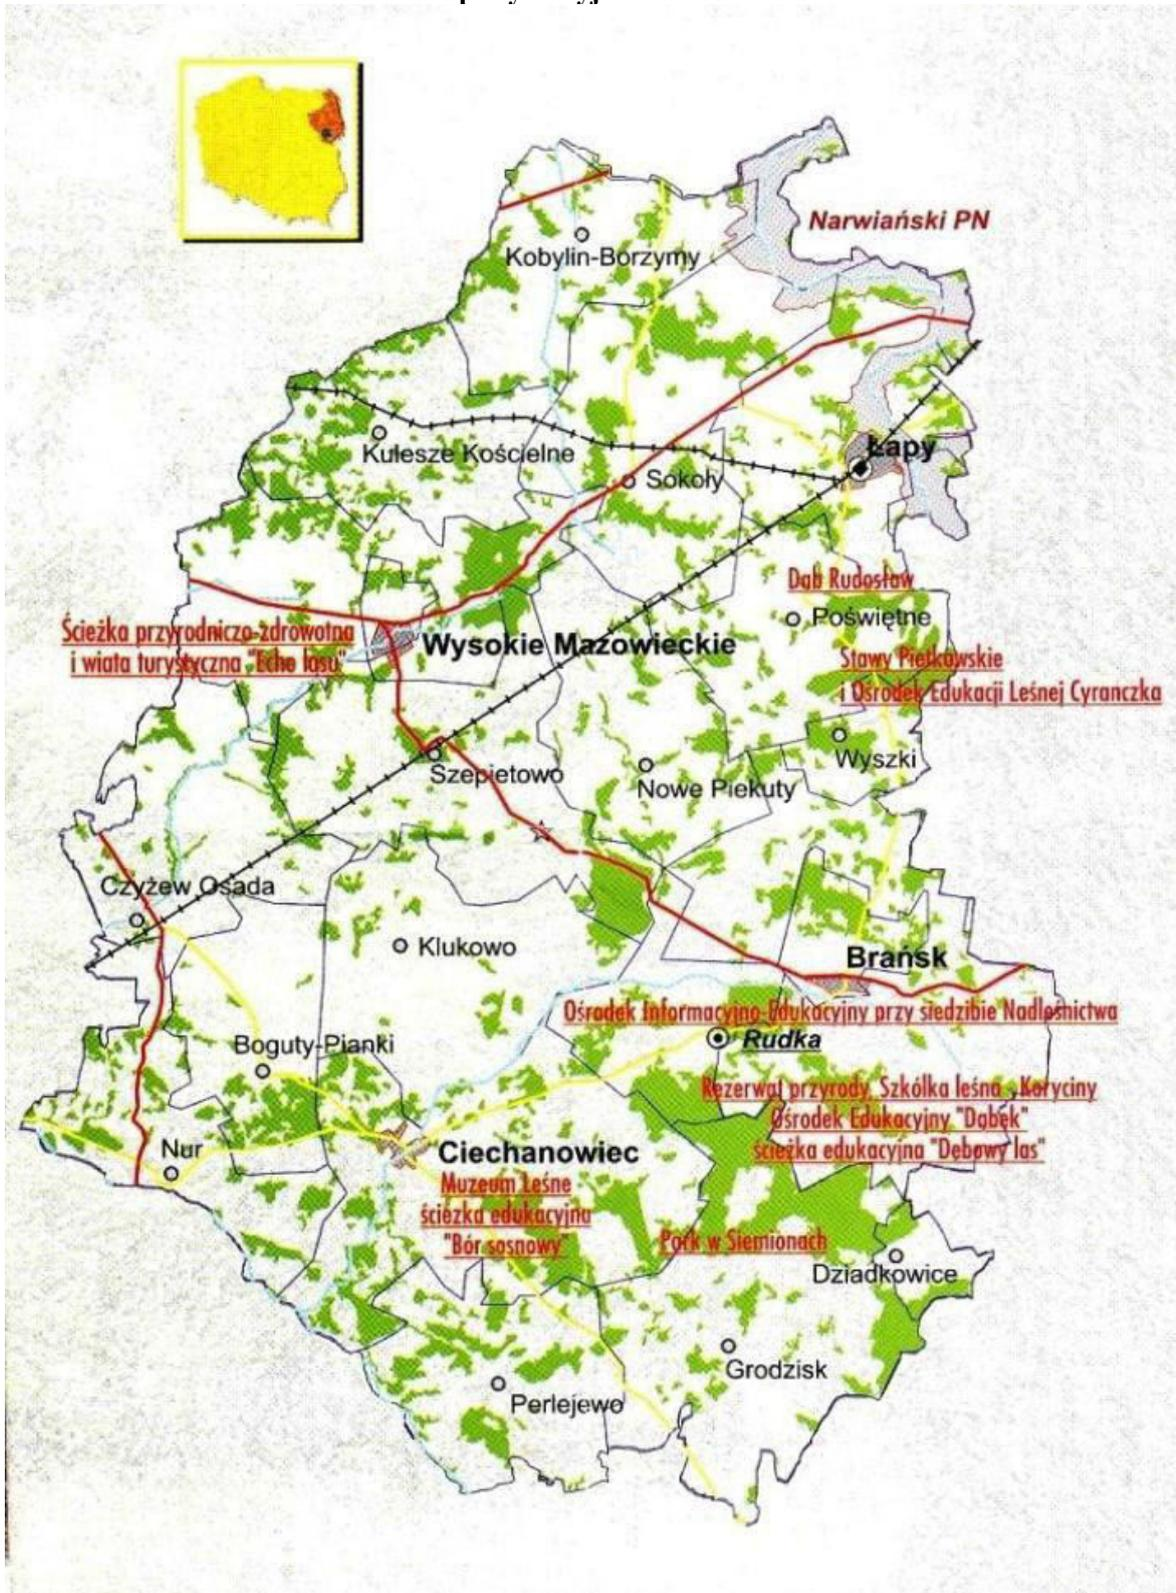 Narwiański PN
Kobylin-Borzymy
Łapy
Kulesze Kościelne
Sokoły
Dąb Rudosław
Poświętne
Ścieżka przyrodniczo-zdrowotna
i wiata turystyczna "Echo lasu"
Wysokie Mazowieckie
Stawy Pietkowskie
i Ośrodek Edukacji Leśnej Cyranczka
Wyszki
Szepietowo
Nowe Piekuty
Czyżew Osada
Klukowo
Brańsk
Ośrodek Informacyjno-Edukacyjny przy siedzibie Nadleśnictwa
Rudka
Boguty-Pianki
Rezerwat przyrody, Szkólka leśna , Koryciny
Ośrodek Edukacyjny "Dąbek"
ścieżka edukacyjna "Dębowy las"
Nur
Ciechanowiec
Muzeum Leśne
ścieżka edukacyjna
"Bór sosnowy"
Park w Siemionach
Dziadkowice
Grodzisk
Perlejewo